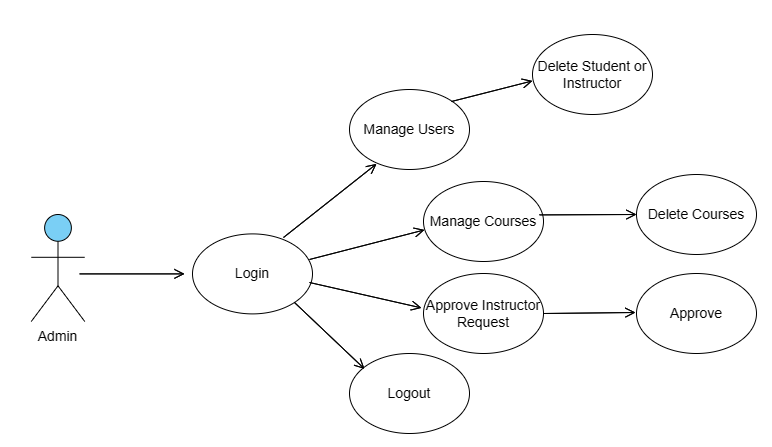 Delete Student or
Instructor
Manage Users
Manage Courses
Delete Courses
Login
Approve Instructor
Request
Approve
Admin
Logout